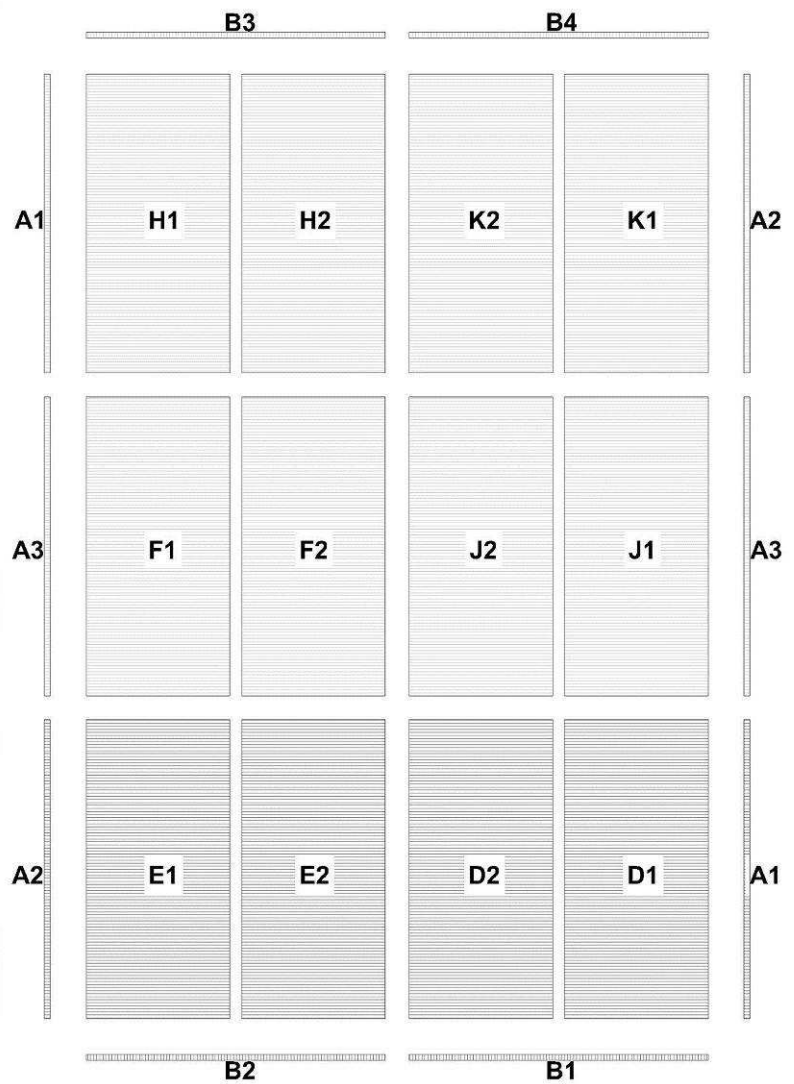 B3 B4
A1 H1 H2 K2 K1 A2
A3 F1 F2 J2 J1 A3
A2 E1 E2 D2 D1 A1
B2 B1